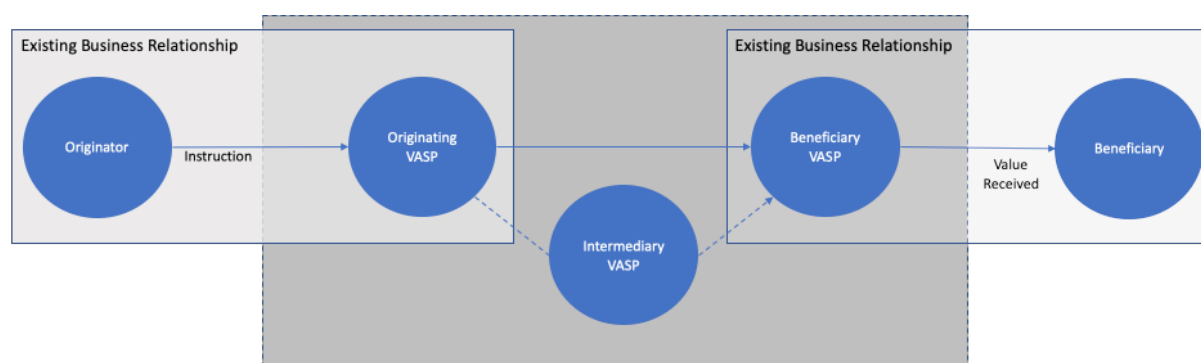 Existing Business Relationship
Existing Business Relationship
Originator
Instruction
Originating
VASP
Beneficiary
VASP
Value
Received
Beneficiary
Intermediary
VASP